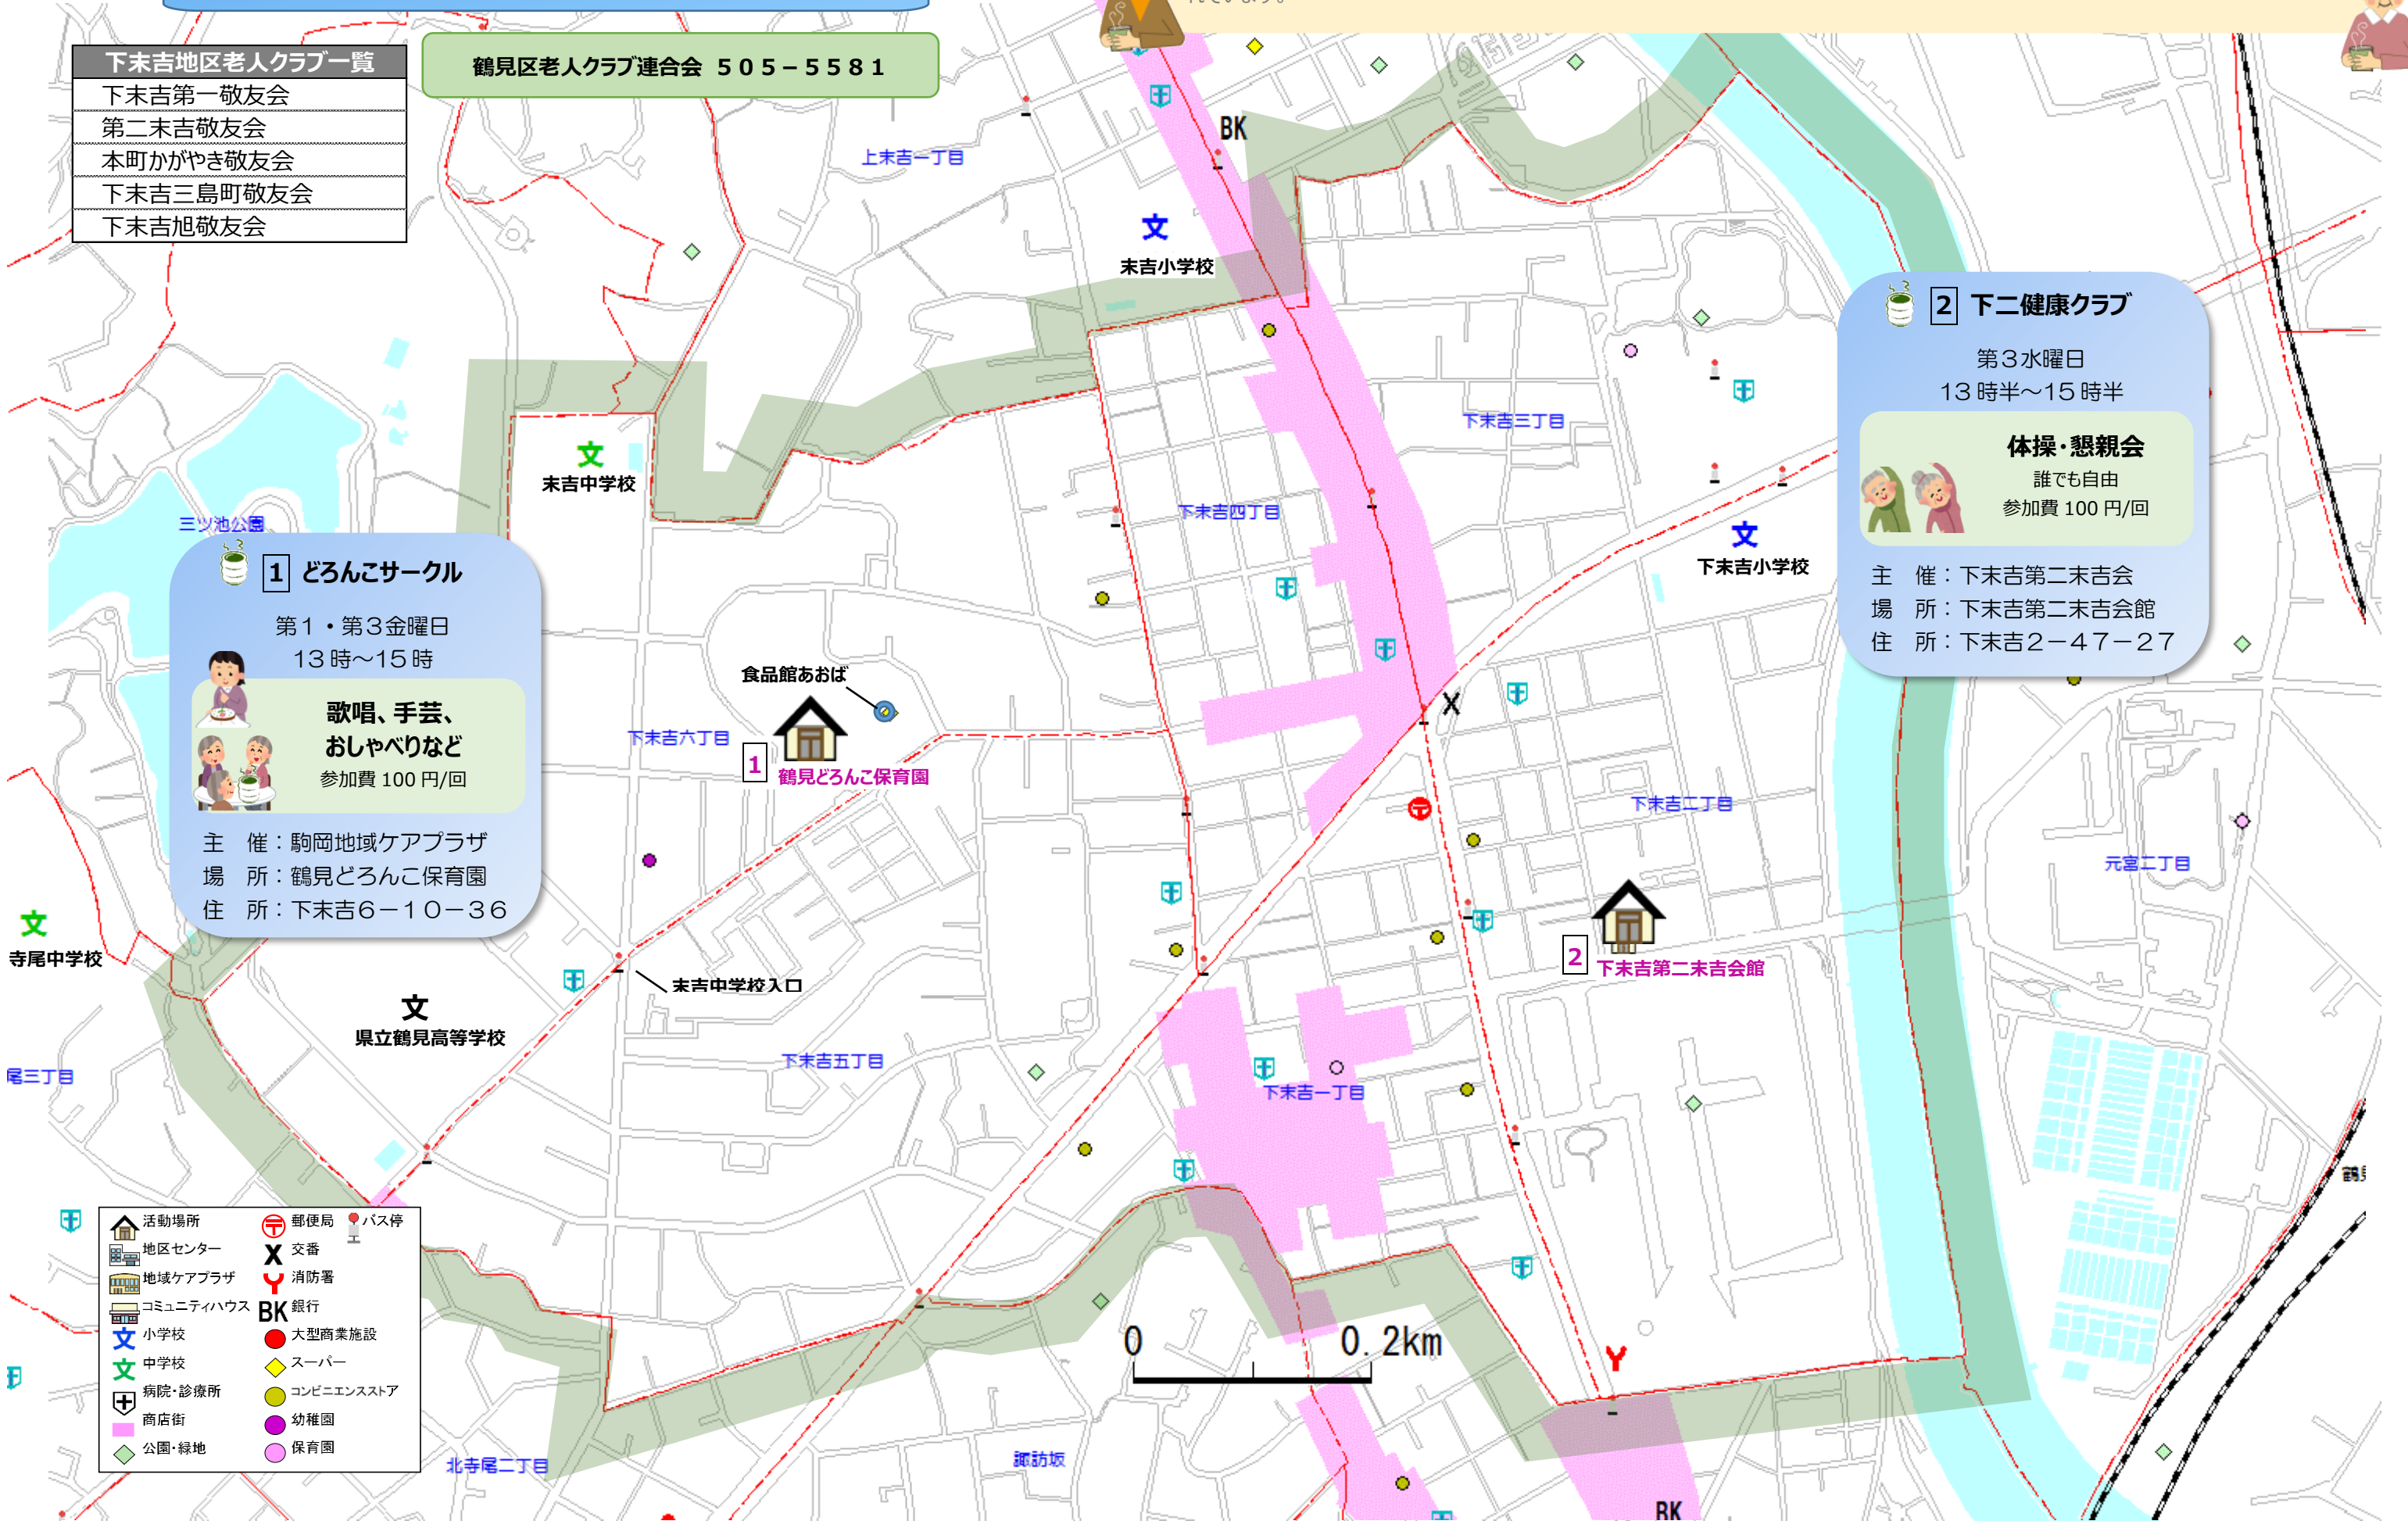 れています。
下末吉地区老人クラブ一覧
下末吉第一敬友会
第二末吉敬友会
本町かがやき敬友会
下末吉三島町敬友会
下末吉旭敬友会
鶴見区老人クラブ連合会 ５０５－５５８１
BK
上末吉一丁目
文
末吉小学校
2 下二健康クラブ
第３水曜日
13時半～15時半
体操・懇親会
誰でも自由
参加費 100 円/回
主　催：下末吉第二末吉会
場　所：下末吉第二末吉会館
住　所：下末吉２－４７－２７
下末吉三丁目
文
末吉中学校
下末吉四丁目
三ツ池公園
文
下末吉小学校
1 どろんこサークル
第１・第３金曜日
13時～15時
歌唱、手芸、
おしゃべりなど
参加費 100 円/回
主　催：駒岡地域ケアプラザ
場　所：鶴見どろんこ保育園
住　所：下末吉６－１０－３６
食品館あおば
X
下末吉六丁目
1 鶴見どろんこ保育園
下末吉二丁目
元宮二丁目
文
寺尾中学校
2 下末吉第二末吉会館
末吉中学校入口
文
県立鶴見高等学校
下末吉五丁目
尾三丁目
下末吉一丁目
活動場所
地区センター
地域ケアプラザ
コミュニティハウス
文 小学校
文 中学校
病院・診療所
商店街
公園・緑地
郵便局
バス停
X 交番
Y 消防署
BK 銀行
大型商業施設
スーパー
コンビニエンスストア
幼稚園
保育園
0 0.2km
Y
北寺尾二丁目
諏訪坂
BK